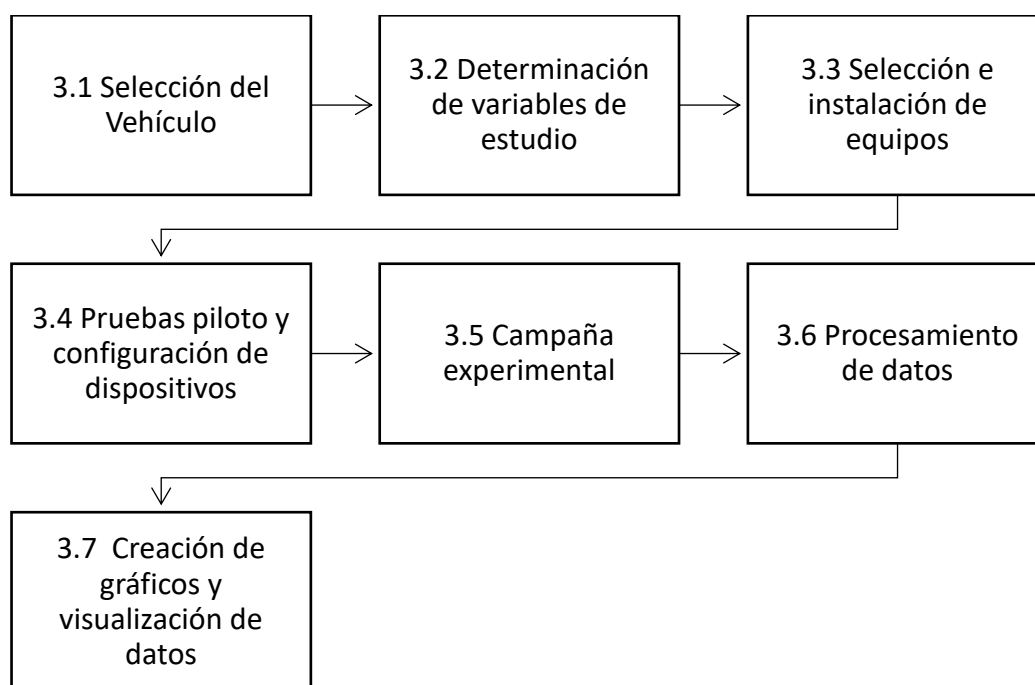 3.1 Selección del
Vehículo
3.2 Determinación
de variables de
estudio
3.3 Selección e
instalación de
equipos
3.4 Pruebas piloto y
configuración de
dispositivos
3.5 Campaña
experimental
3.6 Procesamiento
de datos
3.7 Creación de
gráficos y
visualización de
datos